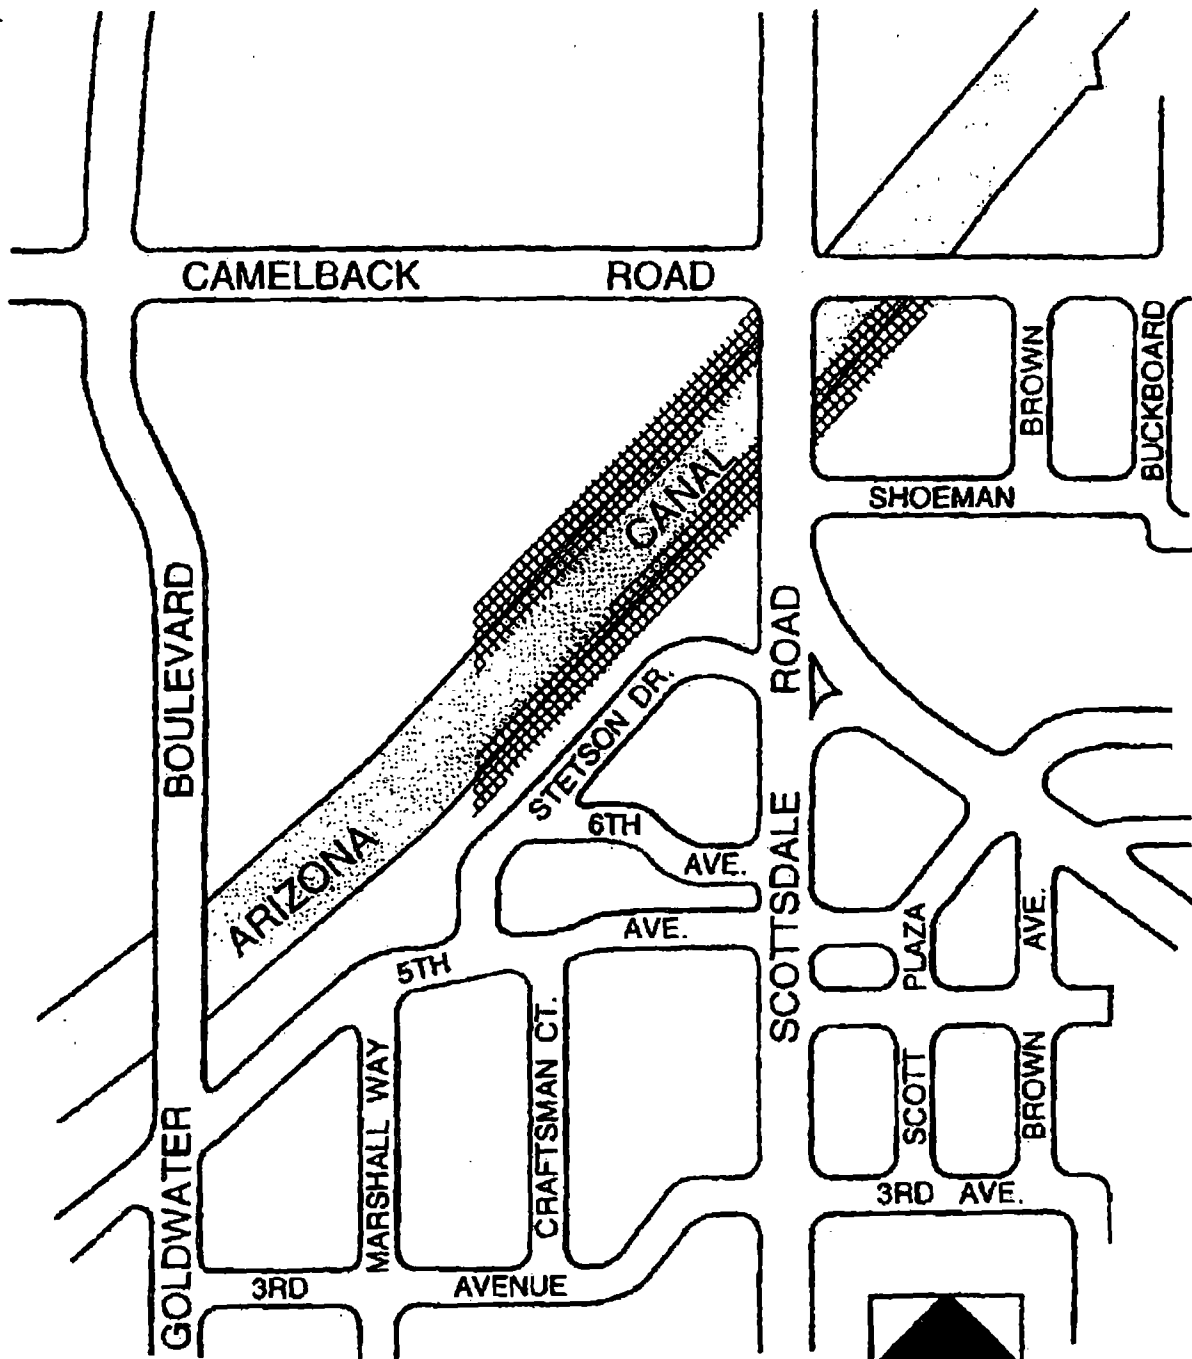 CAMELBACK ROAD
BROWN
BUCKBOARD
CANAL
SHOEMAN
BOULEVARD
ROAD
STETSON DR.
6TH
AVE.
SCOTTSDALE
ARIZONA
AVE.
5TH
PLAZA
AVE.
MARSHALL WAY
CRAFTSMAN CT.
SCOTT
BROWN
GOLDWATER
3RD AVE.
3RD AVENUE